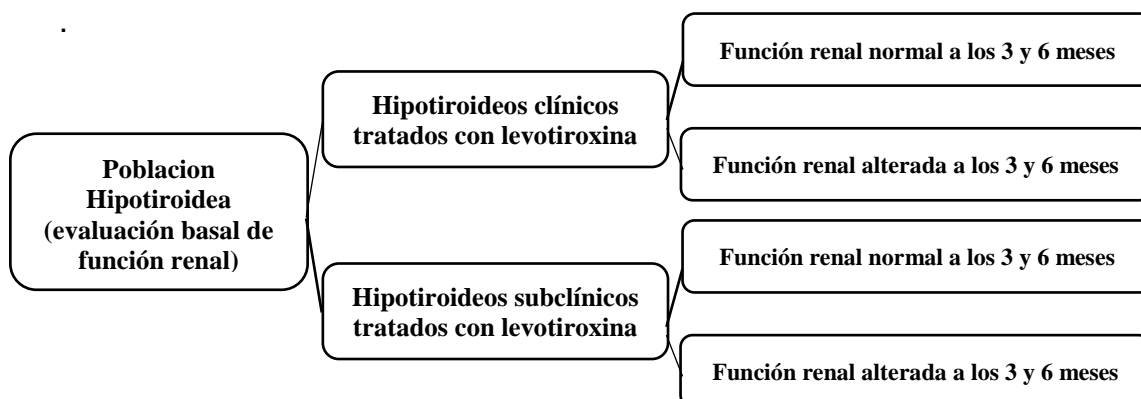 .
Poblacion
Hipotiroidea
(evaluación basal de
función renal)
Hipotiroideos clínicos
tratados con levotiroxina
Función renal normal a los 3 y 6 meses
Función renal alterada a los 3 y 6 meses
Hipotiroideos subclínicos
tratados con levotiroxina
Función renal normal a los 3 y 6 meses
Función renal alterada a los 3 y 6 meses